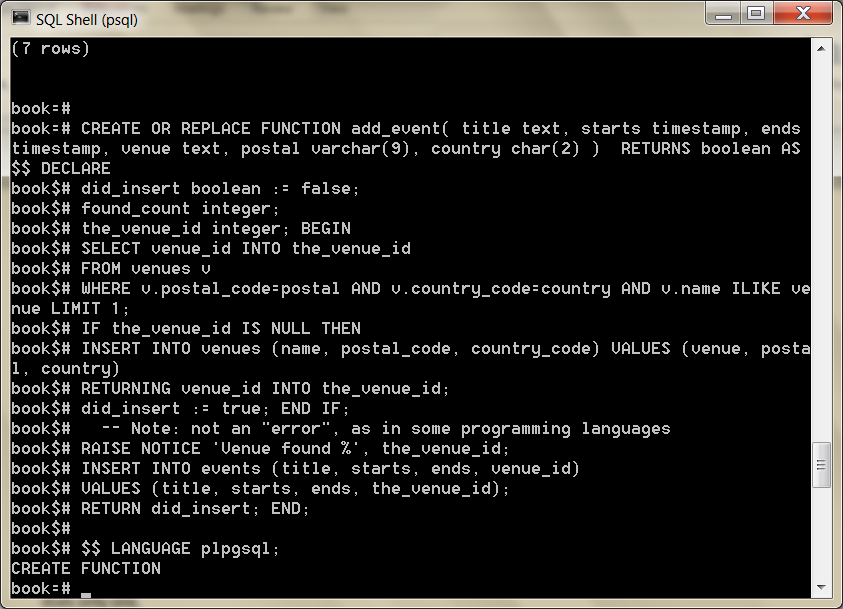 SQL Shell (psql)
(7 rows)
book=#
book=# CREATE OR REPLACE FUNCTION add_event( title text, starts timestamp, ends
timestamp, venue text, postal varchar(9), country char(2) )  RETURNS boolean AS
$$ DECLARE
book$# did_insert boolean := false;
book$# found_count integer;
book$# the_venue_id integer; BEGIN
book$# SELECT venue_id INTO the_venue_id
book$# FROM venues v
book$# WHERE v.postal_code=postal AND v.country_code=country AND v.name ILIKE ve
nue LIMIT 1;
book$# IF the_venue_id IS NULL THEN
book$# INSERT INTO venues (name, postal_code, country_code) VALUES (venue, posta
l, country)
book$# RETURNING venue_id INTO the_venue_id;
book$# did_insert := true; END IF;
book$#   -- Note: not an "error", as in some programming languages
book$# RAISE NOTICE 'Venue found %', the_venue_id;
book$# INSERT INTO events (title, starts, ends, venue_id)
book$# VALUES (title, starts, ends, the_venue_id);
book$# RETURN did_insert; END;
book$#
book$# $$ LANGUAGE plpgsql;
CREATE FUNCTION
book=#